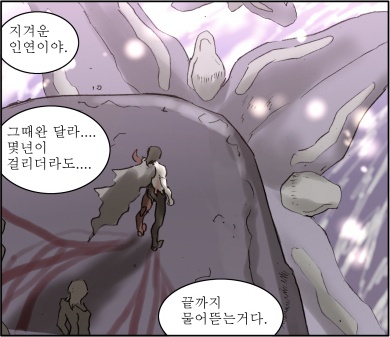 지겨운
인연이야.
그때완 달라....
몇년이
걸리더라도....
끝까지
물어뜯는거다.